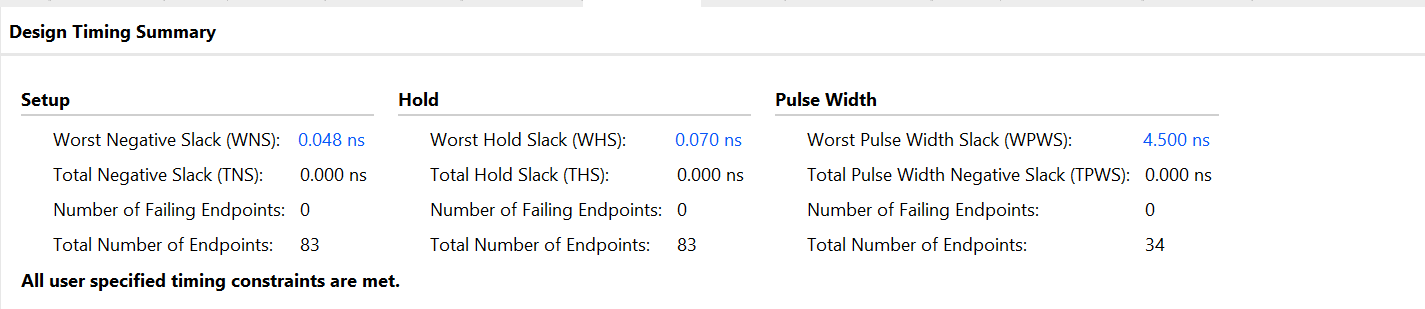 Design Timing Summary
Setup
Worst Negative Slack (WNS): 0.048 ns
Total Negative Slack (TNS): 0.000 ns
Number of Failing Endpoints: 0
Total Number of Endpoints: 83
Hold
Worst Hold Slack (WHS): 0.070 ns
Total Hold Slack (THS): 0.000 ns
Number of Failing Endpoints: 0
Total Number of Endpoints: 83
Pulse Width
Worst Pulse Width Slack (WPWS): 4.500 ns
Total Pulse Width Negative Slack (TPWS): 0.000 ns
Number of Failing Endpoints: 0
Total Number of Endpoints: 34
All user specified timing constraints are met.